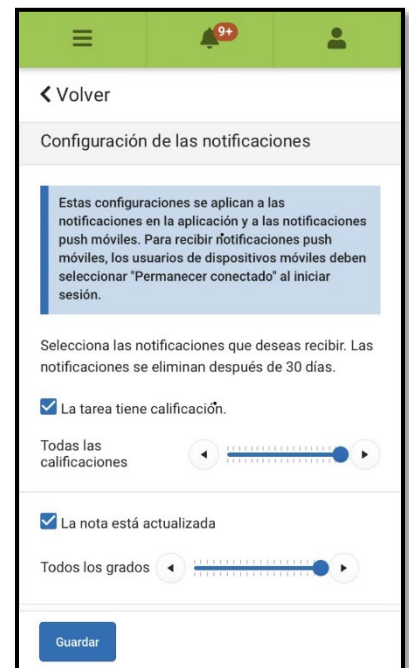 9+
Volver
Configuración de las notificaciones
Estas configuraciones se aplican a las
notificaciones en la aplicación y a las notificaciones
push móviles. Para recibir notificaciones push
móviles, los usuarios de dispositivos móviles deben
seleccionar "Permanecer conectado" al iniciar
sesión.
Selecciona las notificaciones que deseas recibir. Las
notificaciones se eliminan después de 30 días.
La tarea tiene calificación.
Todas las
calificaciones
La nota está actualizada
Todos los grados
Guardar